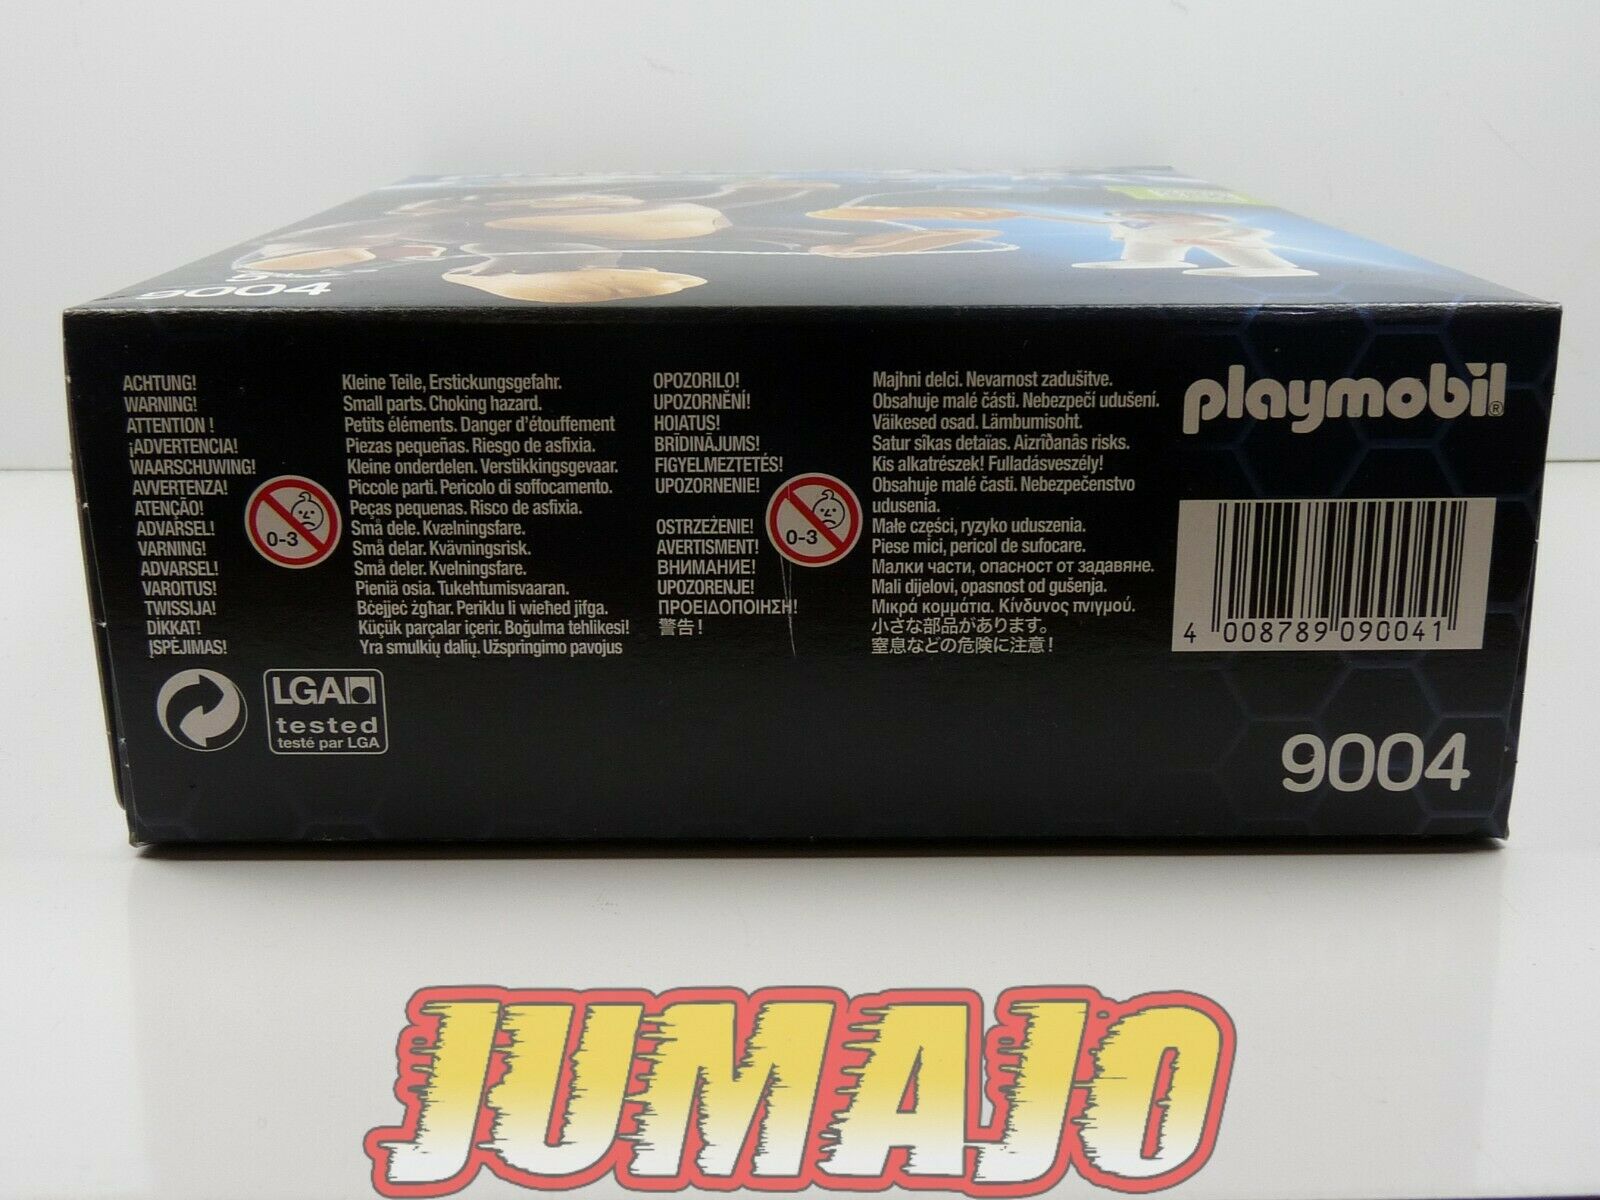 9004
ACHTUNG! Kleine Teile, Erstickungsgefahr.
WARNING! Small parts. Choking hazard.
ATTENTION ! Petits éléments. Danger d'étouffement
¡ADVERTENCIA! Piezas pequeñas. Riesgo de asfixia.
WAARSCHUWING! Kleine onderdelen. Verstikkingsgevaar.
AVVERTENZA! Piccole parti. Pericolo di soffocamento.
ATENÇÃO! Peças pequenas. Risco de asfixia.
ADVARSEL! Små dele. Kvælningsfare.
VARNING! Små delar. Kvävningsrisk.
ADVARSEL! Små deler. Kvelningsfare.
VAROITUS! Pieniä osia. Tukehtumisvaaran.
TWISSIJA! Bċejjeċ żgħar. Periklu li wieħed jifga.
DIKKAT! Küçük parçalar içerir. Boğulma tehlikesi!
ĮSPĖJIMAS! Yra smulkių dalių. Užspringimo pavojus
0-3
OPOZORILO! Majhni delci. Nevarnost zadušitve.
UPOZORNĚNÍ! Obsahuje malé části. Nebezpečí udušení.
HOIATUS! Väikesed osad. Lämbumisoht.
BRĪDINĀJUMS! Satur sīkas detaļas. Aizrīšanās risks.
FIGYELMEZTETÉS! Kis alkatrészek! Fulladásveszély!
UPOZORNENIE! Obsahuje malé časti. Nebezpečenstvo
udusenia.
OSTRZEŻENIE! Małe części, ryzyko uduszenia.
AVERTISMENT! Piese mici, pericol de sufocare.
ВНИМАНИЕ! Малки части, опасност от задавяне.
UPOZORENJE! Mali dijelovi, opasnost od gušenja.
ΠΡΟΕΙΔΟΠΟΙΗΣΗ! Μικρά κομμάτια. Κίνδυνος πνιγμού.
警告! 小さな部品があります。
窒息などの危険に注意!
0-3
playmobil®
4 008789 090041
LGA
tested
testé par LGA
9004
JUMAJO